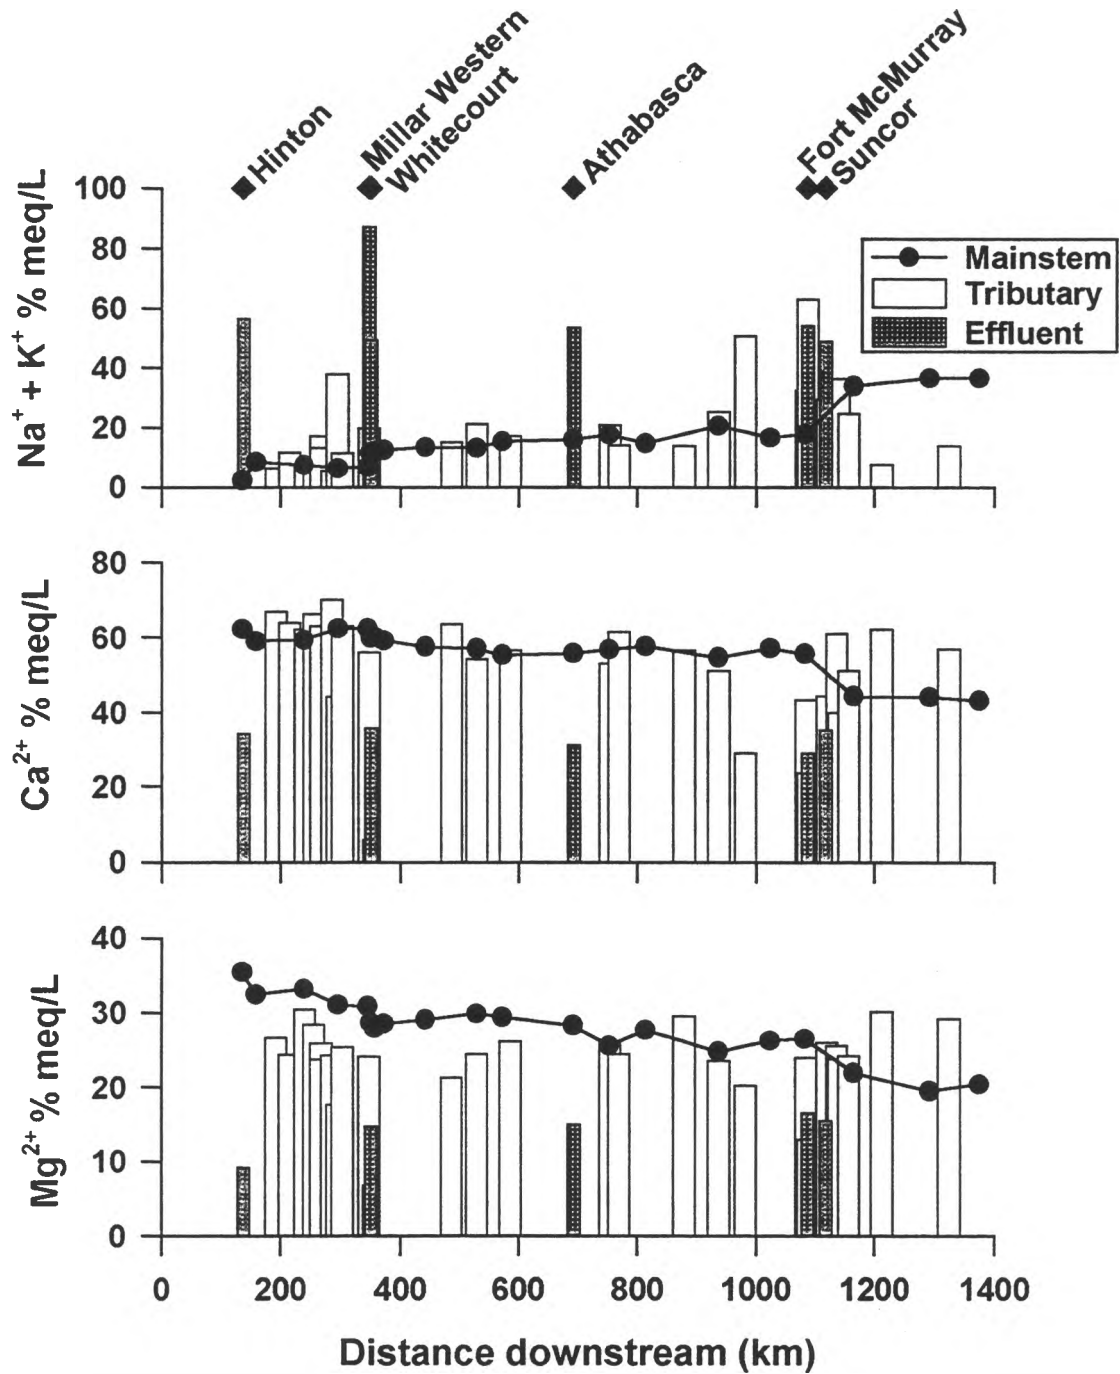 Hinton
Millar Western
Whitecourt
Athabasca
Fort McMurray
Suncor
Na⁺ + K⁺ % meq/L
100
80
60
40
20
0
Mainstem
Tributary
Effluent
Ca²⁺ % meq/L
80
60
40
20
0
Mg²⁺ % meq/L
40
30
20
10
0
0 200 400 600 800 1000 1200 1400
Distance downstream (km)